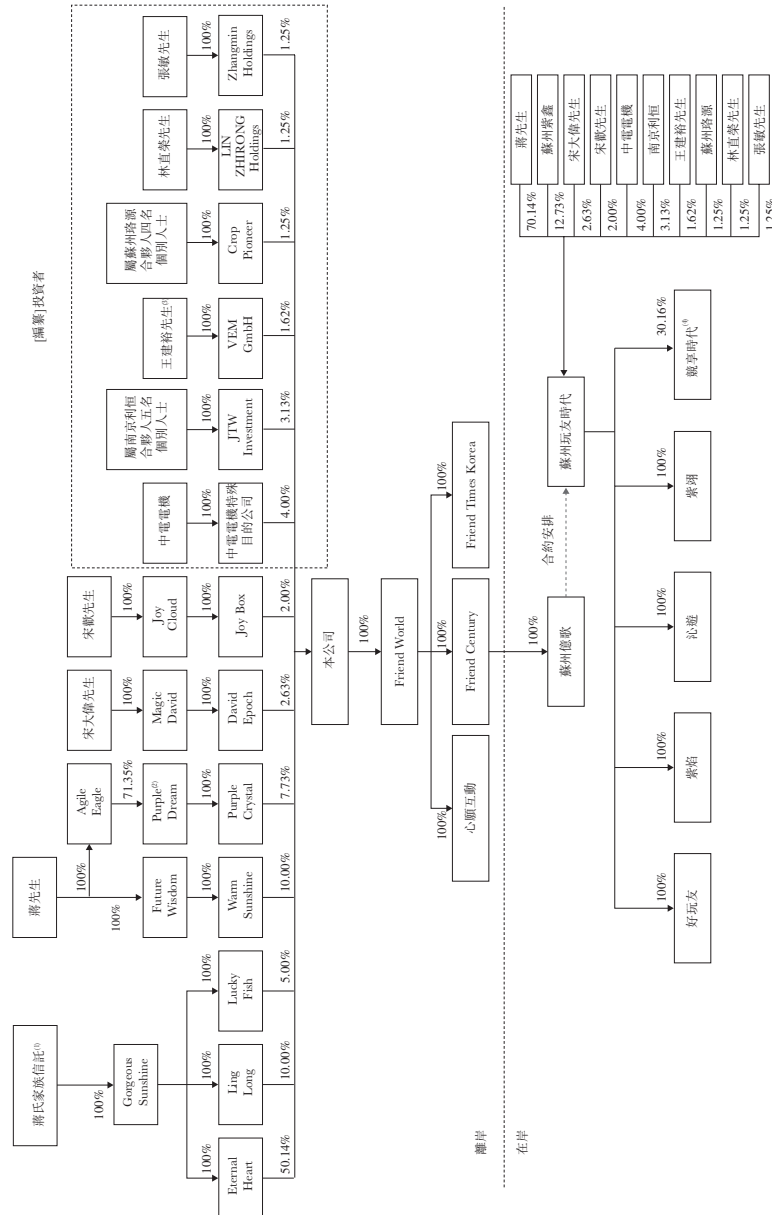 [編纂]投資者
蔣氏家族信託⁽¹⁾
蔣先生
宋大偉先生
宋歡先生
中電電機
屬南京利恒
合夥人五名
個別人士
王建裕先生⁽³⁾
屬蘇州珞源
合夥人四名
個別人士
林直榮先生
張敏先生
100%
100%
100%
Agile
Eagle
100%
100%
100%
100%
100%
100%
100%
100%
71.35%
Gorgeous
Sunshine
Future
Wisdom
Purple⁽²⁾
Dream
Magic
David
Joy
Cloud
100%
100%
100%
100%
100%
100%
100%
Eternal
Heart
Ling
Long
Lucky
Fish
Warm
Sunshine
Purple
Crystal
David
Epoch
Joy Box
中電電機特殊
目的公司
JTW
Investment
VEM
GmbH
Crop
Pioneer
LIN
ZHIRONG
Holdings
Zhangmin
Holdings
50.14%
10.00%
5.00%
10.00%
7.73%
2.63%
2.00%
4.00%
3.13%
1.62%
1.25%
1.25%
1.25%
本公司
100%
Friend World
100%
100%
100%
心願互動
Friend Century
Friend Times Korea
離岸
在岸
100%
蘇州億歌
合約安排
蘇州玩友時代
70.14%
蔣先生
12.73%
蘇州紫鑫
2.63%
宋大偉先生
2.00%
宋歡先生
4.00%
中電電機
3.13%
南京利恒
1.62%
王建裕先生
1.25%
蘇州珞源
1.25%
林直榮先生
1.25%
張敏先生
100%
100%
100%
100%
30.16%
好玩友
紫焰
沁遊
紫翊
競享時代⁽⁴⁾